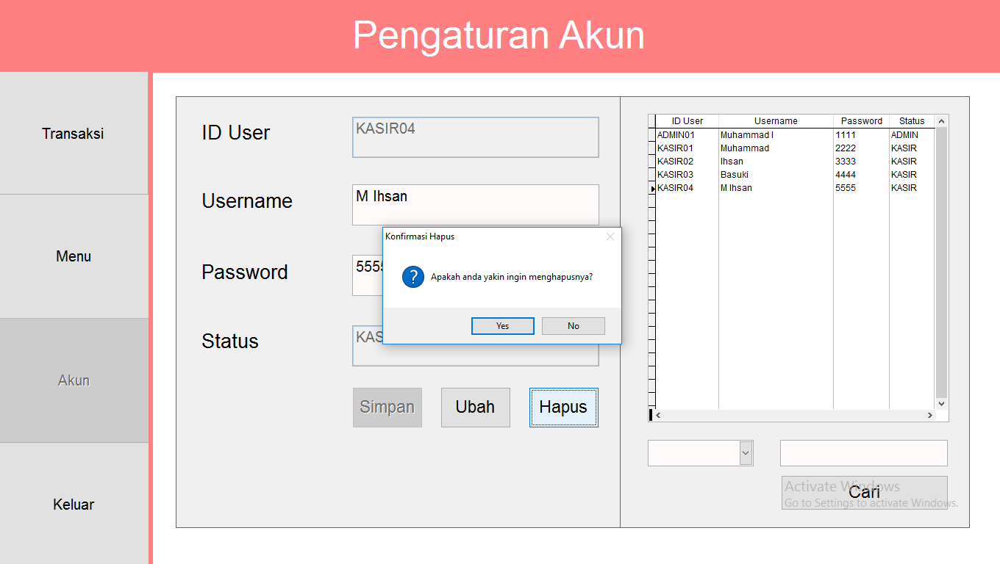 Pengaturan Akun
Transaksi
Menu
Akun
Keluar
ID User
KASIR04
Username
M Ihsan
Password
5555
Status
KAS
Simpan
Ubah
Hapus
Konfirmasi Hapus
Apakah anda yakin ingin menghapusnya?
Yes
No
ID User Username Password Status
ADMIN01 Muhammad I 1111 ADMIN
KASIR01 Muhammad 2222 KASIR
KASIR02 Ihsan 3333 KASIR
KASIR03 Basuki 4444 KASIR
KASIR04 M Ihsan 5555 KASIR
Cari
Activate Windows
Go to Settings to activate Windows.